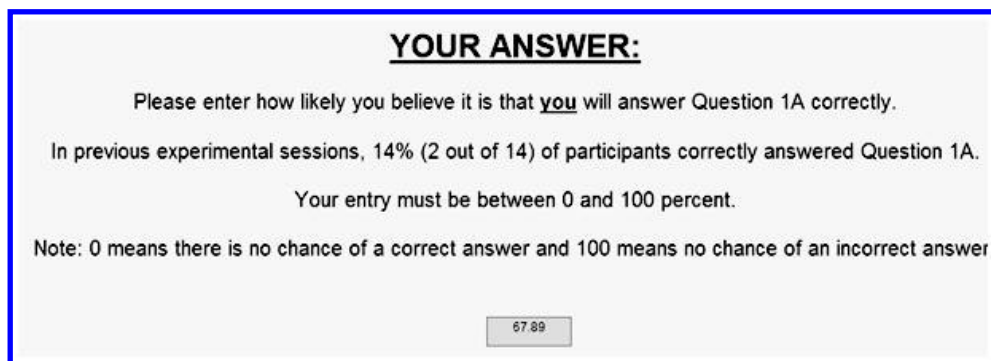 YOUR ANSWER:
Please enter how likely you believe it is that you will answer Question 1A correctly.
In previous experimental sessions, 14% (2 out of 14) of participants correctly answered Question 1A.
Your entry must be between 0 and 100 percent.
Note: 0 means there is no chance of a correct answer and 100 means no chance of an incorrect answer
67.89